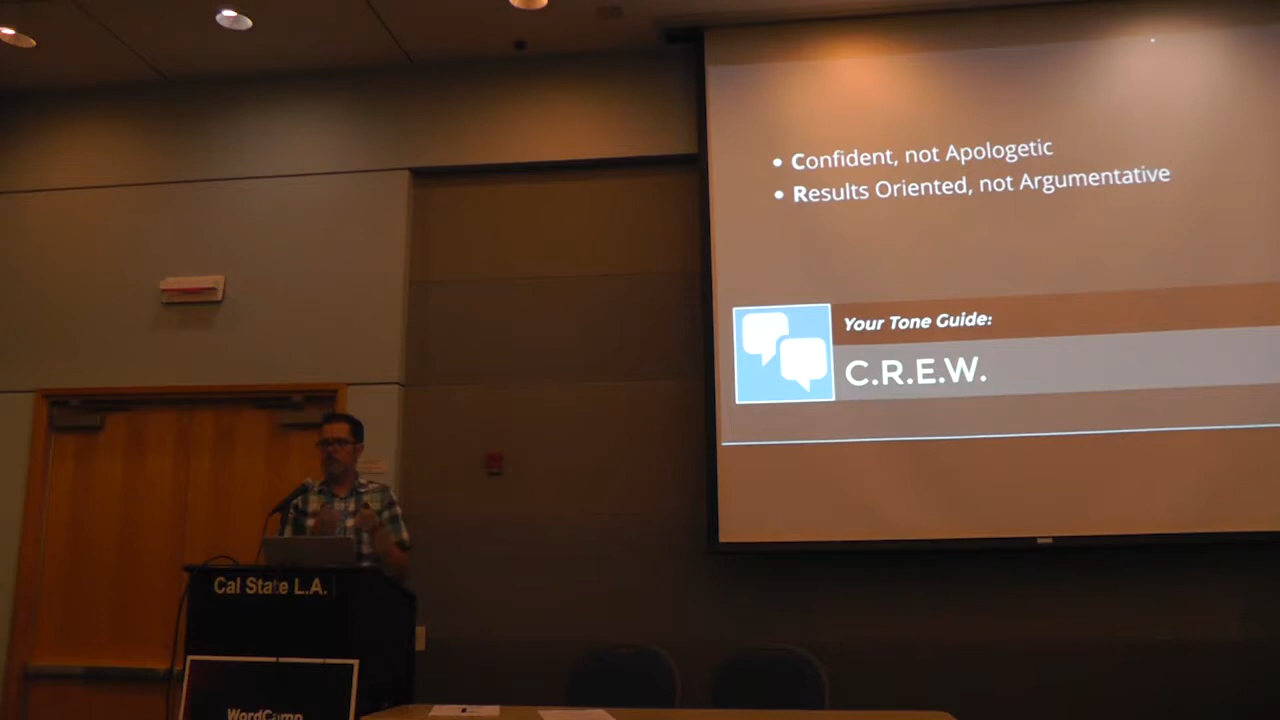 • Confident, not Apologetic
• Results Oriented, not Argumentative
Your Tone Guide:
C.R.E.W.
Cal State L.A.
WordCamp